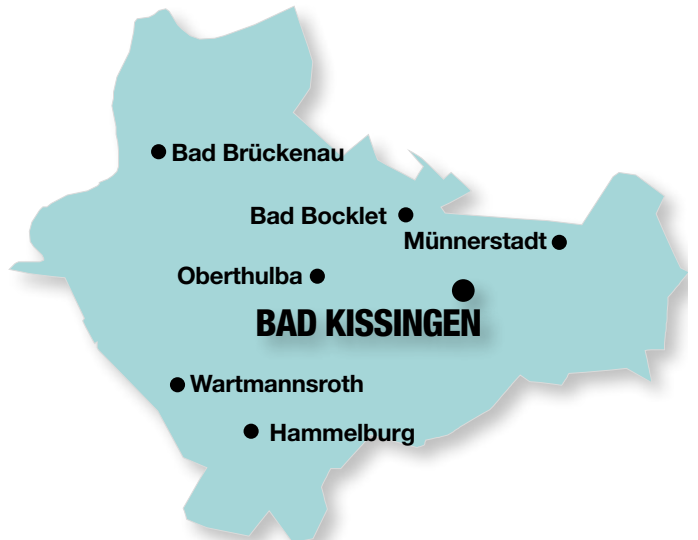 Bad Brückenau
Bad Bocklet
Münnerstadt
Oberthulba
BAD KISSINGEN
Wartmannsroth
Hammelburg